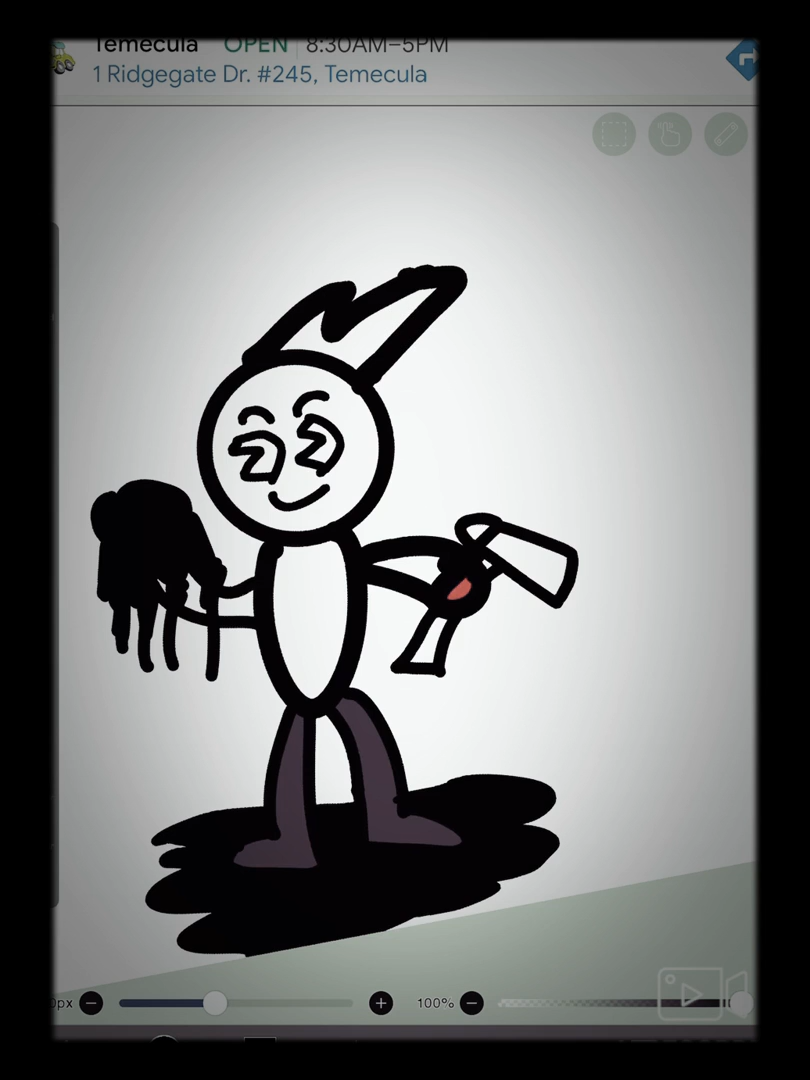 Temecula OPEN 8:30AM–5PM
1 Ridgegate Dr. #245, Temecula
100%